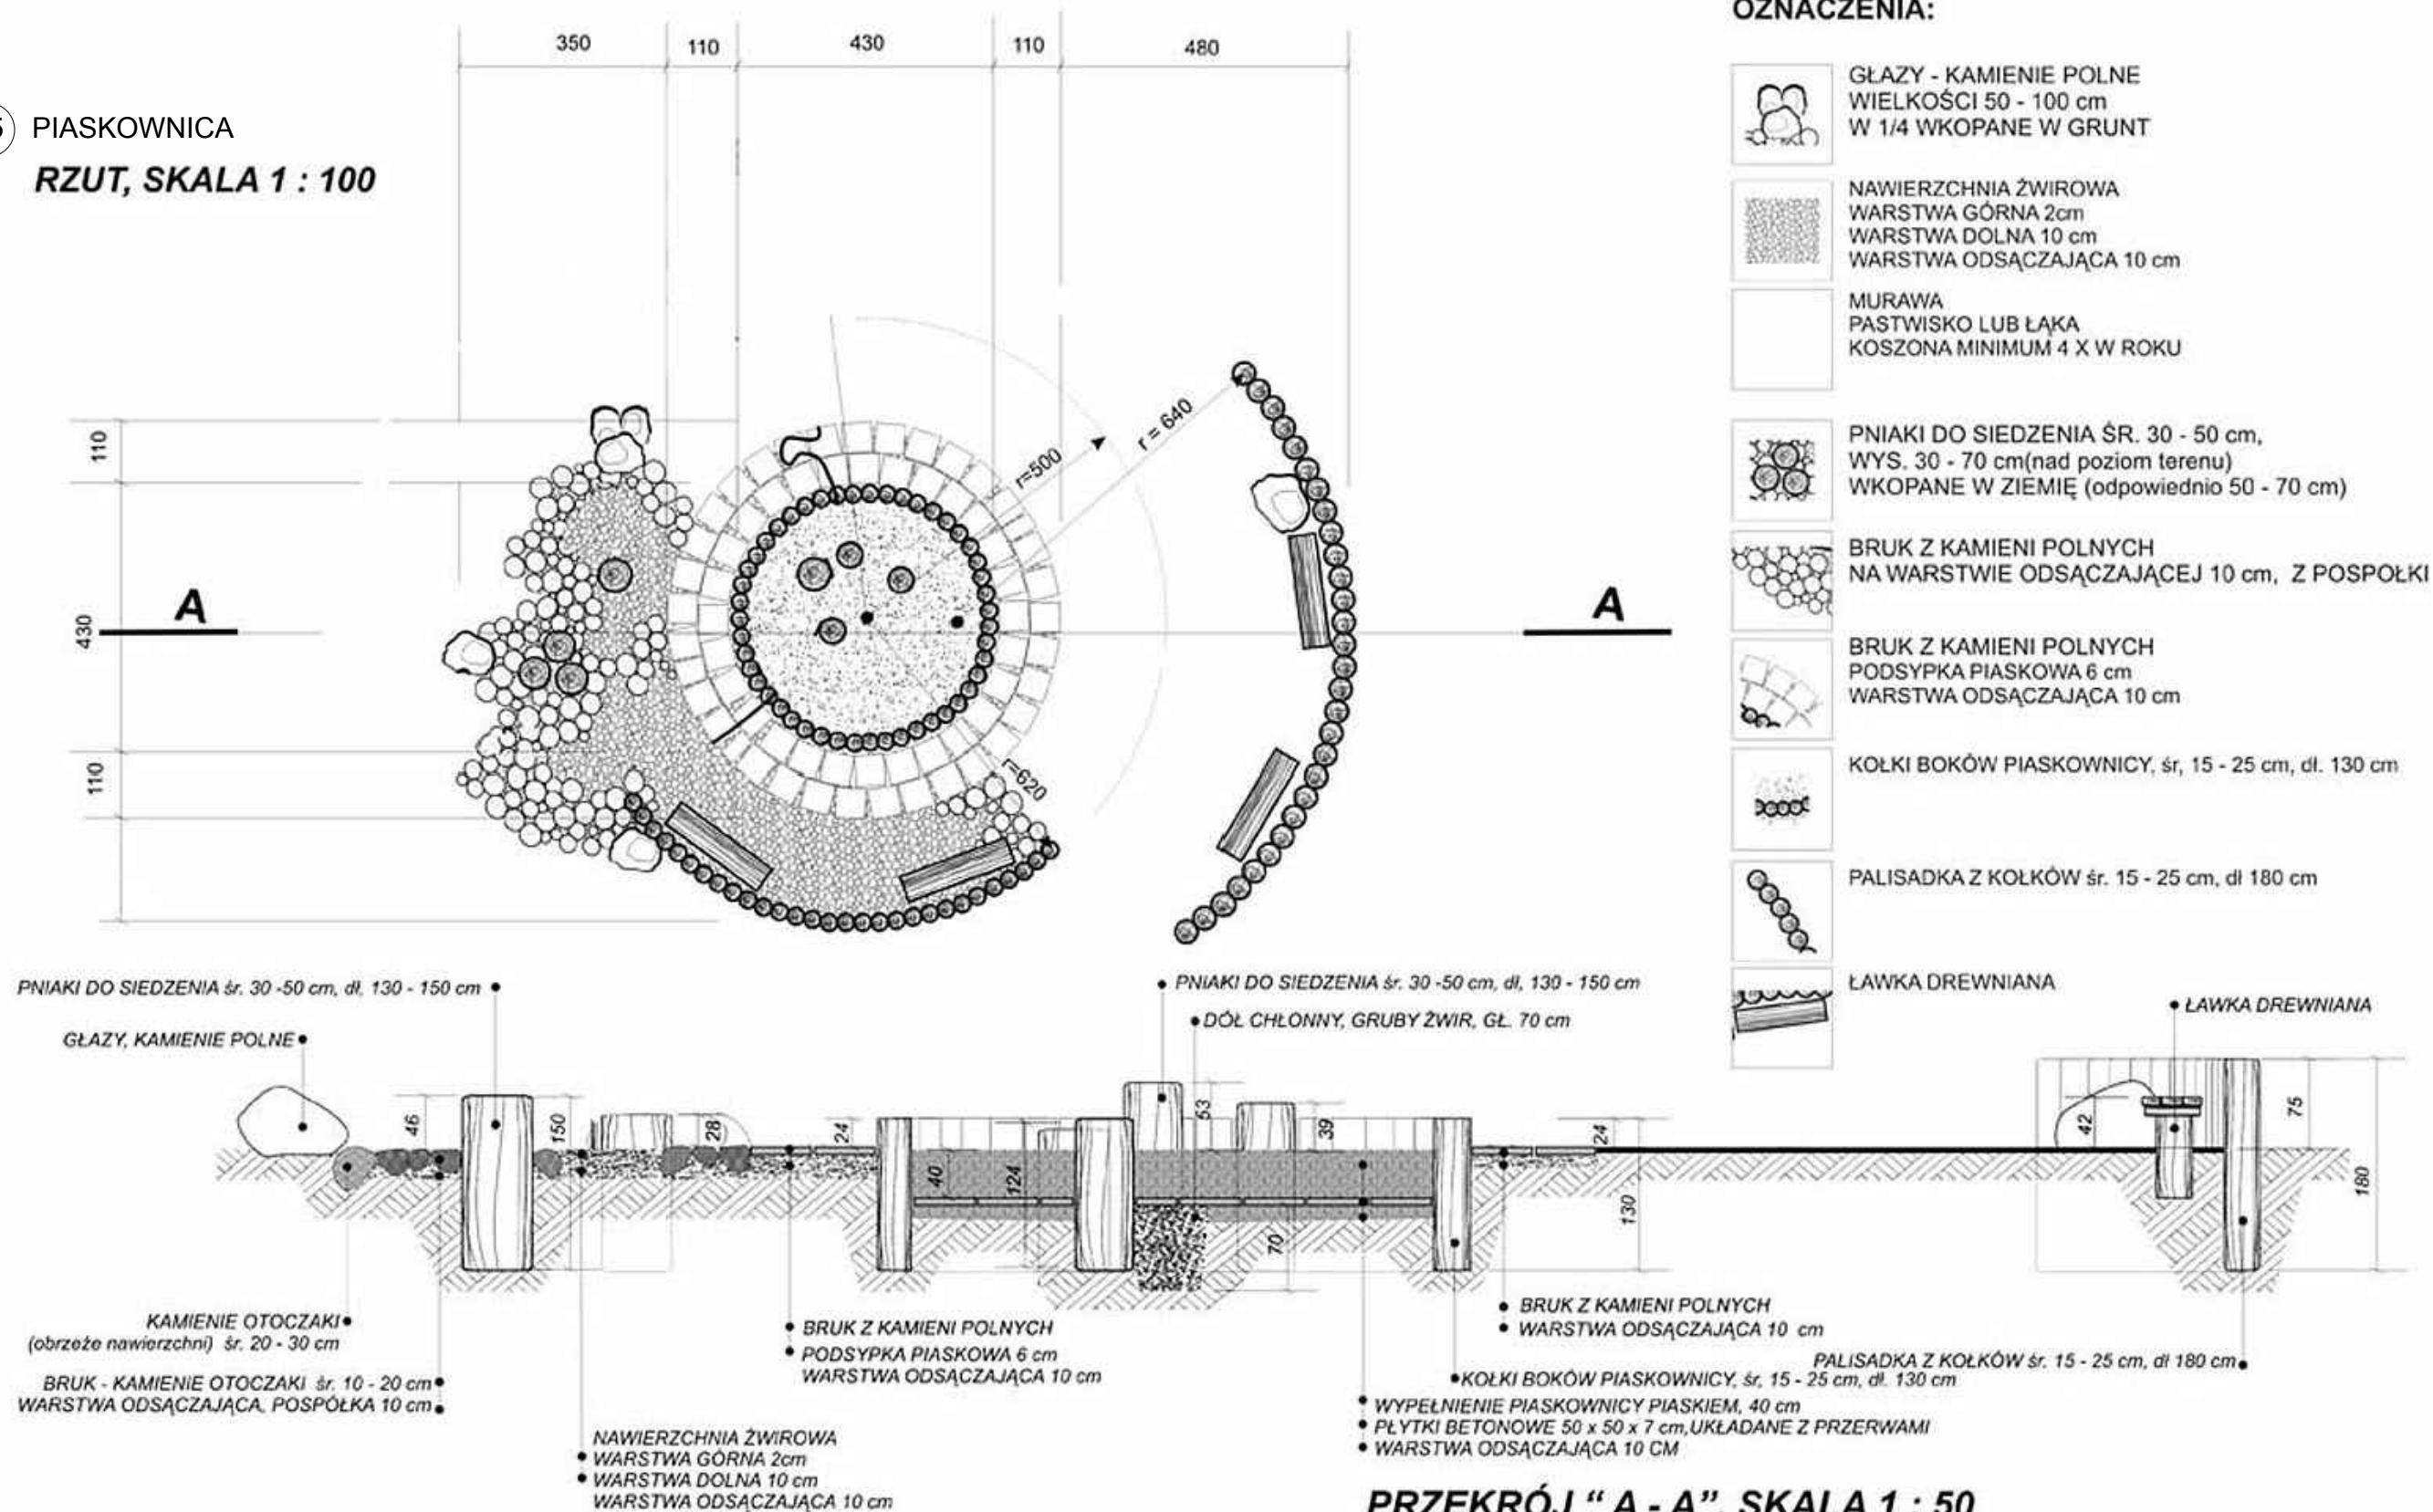 OZNACZENIA:
350
110
430
110
480
PIASKOWNICA
RZUT, SKALA 1 : 100
GŁAZY - KAMIENIE POLNE
WIELKOŚCI 50 - 100 cm
W 1/4 WKOPANE W GRUNT
NAWIERZCHNIA ŻWIROWA
WARSTWA GÓRNA 2cm
WARSTWA DOLNA 10 cm
WARSTWA ODSĄCZAJĄCA 10 cm
MURAWA
PASTWISKO LUB ŁĄKA
KOSZONA MINIMUM 4 X W ROKU
PNIAKI DO SIEDZENIA ŚR. 30 - 50 cm,
WYS. 30 - 70 cm(nad poziom terenu)
WKOPANE W ZIEMIĘ (odpowiednio 50 - 70 cm)
BRUK Z KAMIENI POLNYCH
NA WARSTWIE ODSĄCZAJĄCEJ 10 cm, Z POSPOŁKI
BRUK Z KAMIENI POLNYCH
PODSYPKA PIASKOWA 6 cm
WARSTWA ODSĄCZAJĄCA 10 cm
KOŁKI BOKÓW PIASKOWNICY, śr, 15 - 25 cm, dł. 130 cm
PALISADKA Z KOŁKÓW śr. 15 - 25 cm, dł 180 cm
ŁAWKA DREWNIANA
110
430
110
A
A
r=500
r = 640
r=620
PNIAKI DO SIEDZENIA śr. 30 -50 cm, dł, 130 - 150 cm
GŁAZY, KAMIENIE POLNE
PNIAKI DO SIEDZENIA śr. 30 -50 cm, dł, 130 - 150 cm
DÓŁ CHŁONNY, GRUBY ŻWIR, GŁ. 70 cm
ŁAWKA DREWNIANA
46
150
28
24
40
124
53
39
70
24
130
42
75
180
KAMIENIE OTOCZAKI
(obrzeże nawierzchni) śr. 20 - 30 cm
BRUK - KAMIENIE OTOCZAKI śr. 10 - 20 cm
WARSTWA ODSĄCZAJĄCA, POSPÓŁKA 10 cm
NAWIERZCHNIA ŻWIROWA
WARSTWA GÓRNA 2cm
WARSTWA DOLNA 10 cm
WARSTWA ODSĄCZAJĄCA 10 cm
BRUK Z KAMIENI POLNYCH
PODSYPKA PIASKOWA 6 cm
WARSTWA ODSĄCZAJĄCA 10 cm
BRUK Z KAMIENI POLNYCH
WARSTWA ODSĄCZAJĄCA 10 cm
PALISADKA Z KOŁKÓW śr. 15 - 25 cm, dł 180 cm
KOŁKI BOKÓW PIASKOWNICY, śr, 15 - 25 cm, dł. 130 cm
WYPEŁNIENIE PIASKOWNICY PIASKIEM, 40 cm
PŁYTKI BETONOWE 50 x 50 x 7 cm,UKŁADANE Z PRZERWAMI
WARSTWA ODSĄCZAJĄCA 10 CM
PRZEKRÓJ " A - A", SKALA 1 : 50